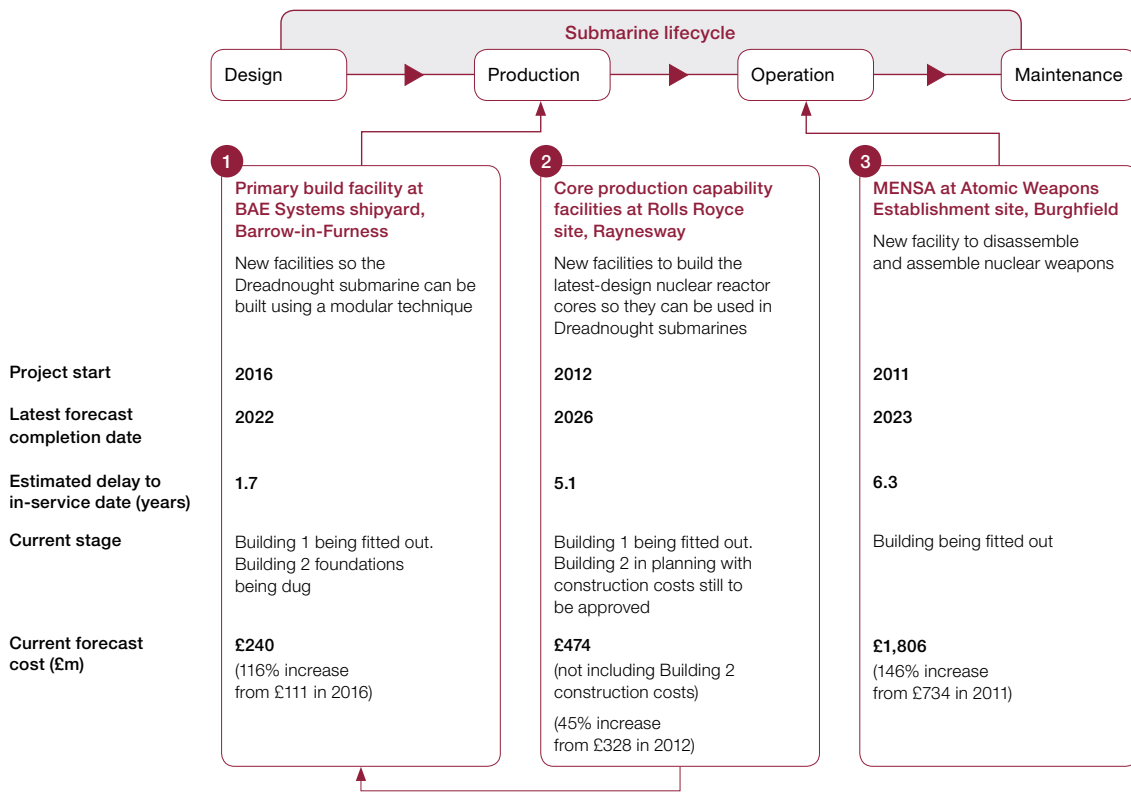 Submarine lifecycle
Design
Production
Operation
Maintenance
1
Primary build facility at
BAE Systems shipyard,
Barrow-in-Furness
New facilities so the
Dreadnought submarine can be
built using a modular technique
2
Core production capability
facilities at Rolls Royce
site, Raynesway
New facilities to build the
latest-design nuclear reactor
cores so they can be used in
Dreadnought submarines
3
MENSA at Atomic Weapons
Establishment site, Burghfield
New facility to disassemble
and assemble nuclear weapons
Project start
2016
2012
2011
Latest forecast
completion date
2022
2026
2023
Estimated delay to
in-service date (years)
1.7
5.1
6.3
Current stage
Building 1 being fitted out.
Building 2 foundations
being dug
Building 1 being fitted out.
Building 2 in planning with
construction costs still to
be approved
Building being fitted out
Current forecast
cost (£m)
£240
(116% increase
from £111 in 2016)
£474
(not including Building 2
construction costs)
(45% increase
from £328 in 2012)
£1,806
(146% increase
from £734 in 2011)